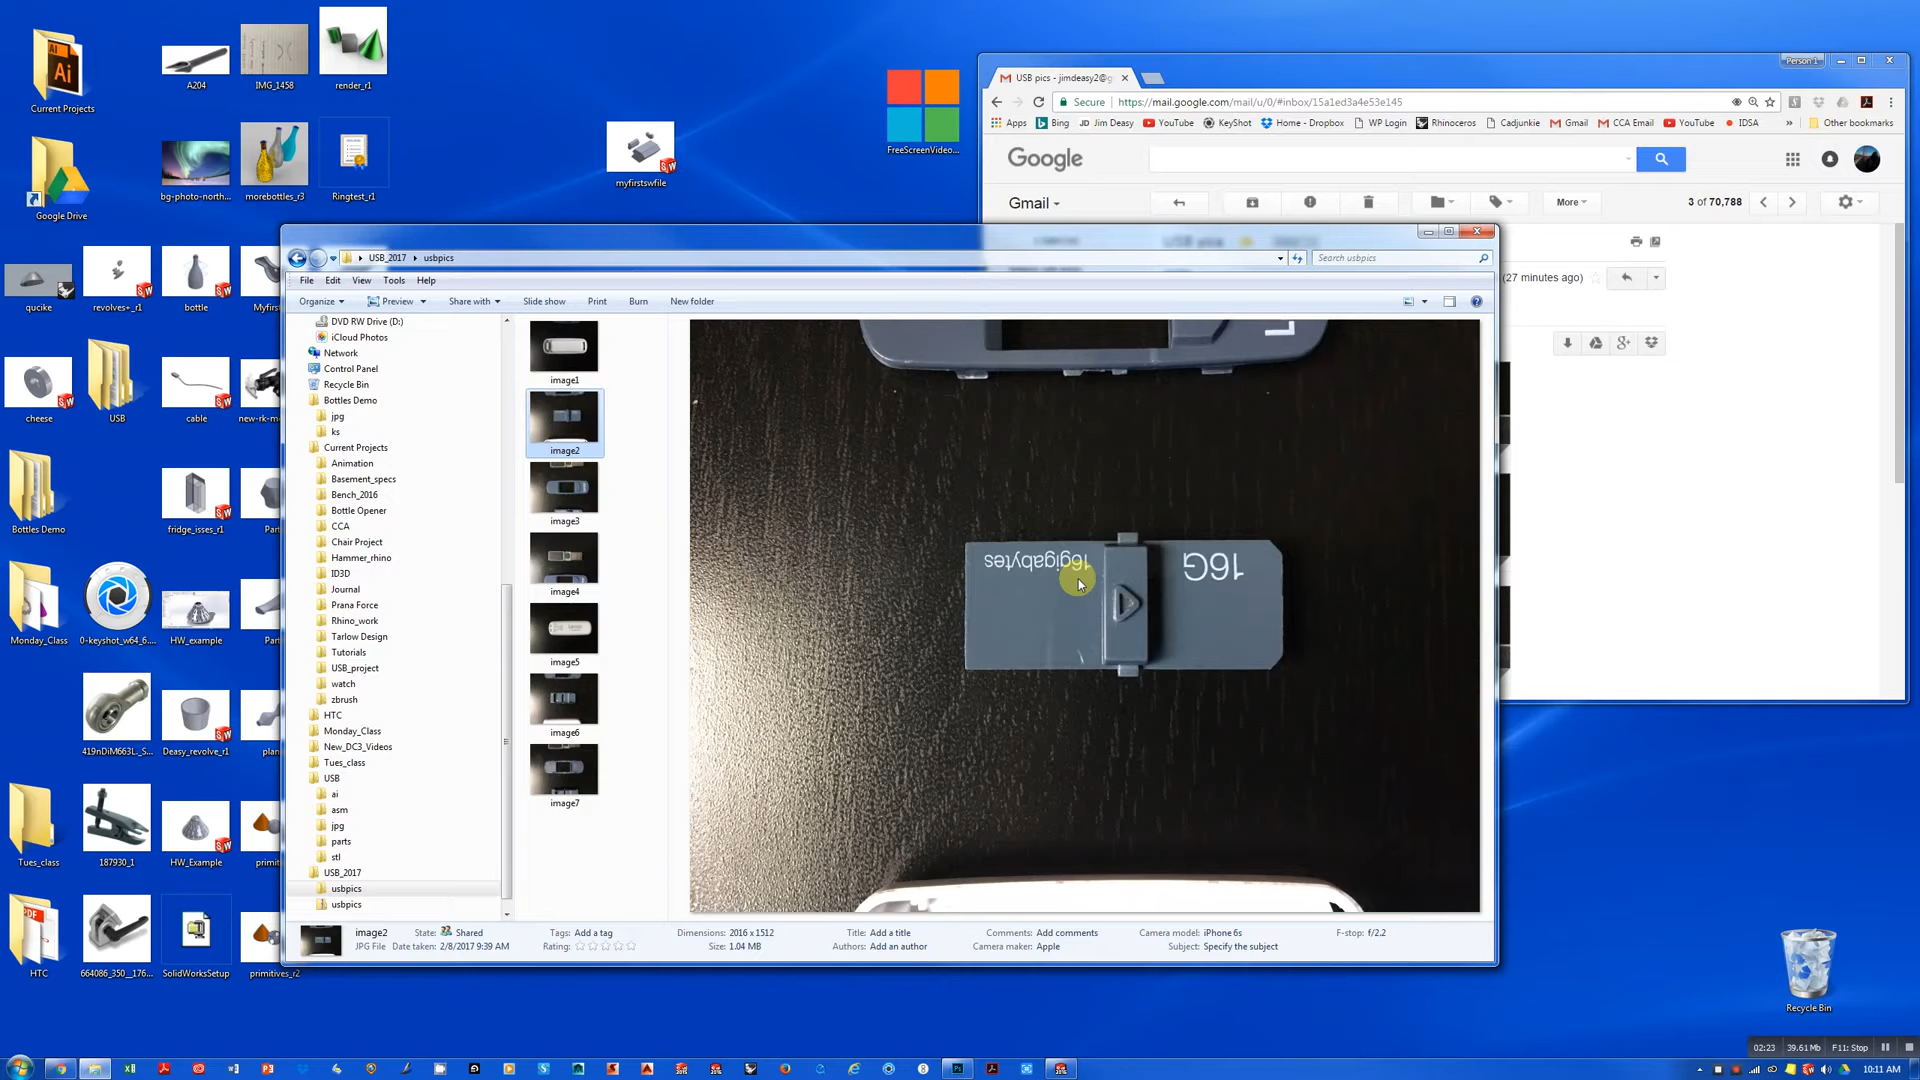 Current Projects
A204
IMG_1458
render_r1
Google Drive
bg-photo-north...
morebottles_r3
Ringtest_r1
myfirstswfile
FreeScreenVideo...
qucike
revolves+_r1
bottle
cheese
USB
cable
Bottles Demo
fridge_isses_r1
Monday_Class
0-keyshot_w64_6....
HW_example
419nDiM663L._S...
Deasy_revolve_r1
Tues_class
187930_1
HW_Example
HTC
664086_350__176...
SolidWorksSetup
primitives_r2
Recycle Bin
Person 1
USB pics - jimdeasy2@g
Secure
https://mail.google.com/mail/u/0/#inbox/15a1ed3a4e53e145
Apps
Bing
Jim Deasy
YouTube
KeyShot
Home - Dropbox
WP Login
Rhinoceros
Cadjunkie
Gmail
CCA Email
YouTube
IDSA
Other bookmarks
Google
Gmail
More
3 of 70,788
(27 minutes ago)
USB_2017
usbpics
Search usbpics
File Edit View Tools Help
Organize Preview Share with Slide show Print Burn New folder
DVD RW Drive (D:)
iCloud Photos
Network
Control Panel
Recycle Bin
Bottles Demo
jpg
ks
Current Projects
Animation
Basement_specs
Bench_2016
Bottle Opener
CCA
Chair Project
Hammer_rhino
ID3D
Journal
Prana Force
Rhino_work
Tarlow Design
Tutorials
USB_project
watch
zbrush
HTC
Monday_Class
New_DC3_Videos
Tues_class
USB
ai
asm
jpg
parts
stl
USB_2017
usbpics
usbpics
image1
image2
image3
image4
image5
image6
image7
16gigabytes
16G
image2
State: Shared
Tags: Add a tag
Dimensions: 2016 x 1512
Title: Add a title
Comments: Add comments
Camera model: iPhone 6s
F-stop: f/2.2
JPG File
Date taken: 2/8/2017 9:39 AM
Rating:
Size: 1.04 MB
Authors: Add an author
Camera maker: Apple
Subject: Specify the subject
02:23
39.61 Mb
F11: Stop
10:11 AM